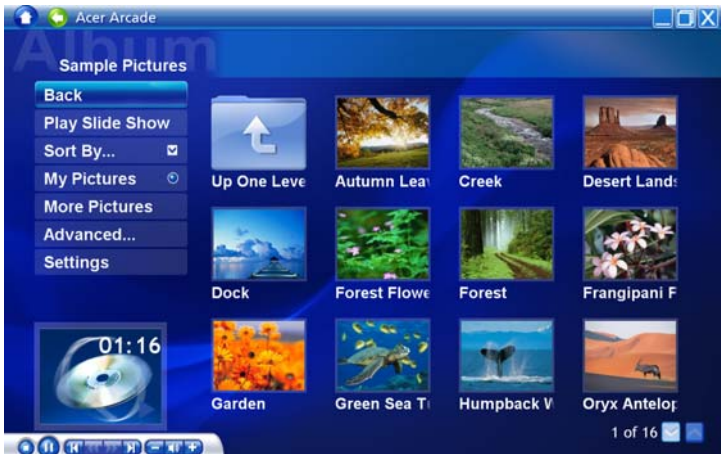 Acer Arcade
Album
Sample Pictures
Back
Play Slide Show
Sort By...
My Pictures
More Pictures
Advanced...
Settings
Up One Leve
Autumn Lea
Creek
Desert Land
Dock
Forest Flowe
Forest
Frangipani F
Garden
Green Sea T
Humpback W
Oryx Antelop
01:16
1 of 16